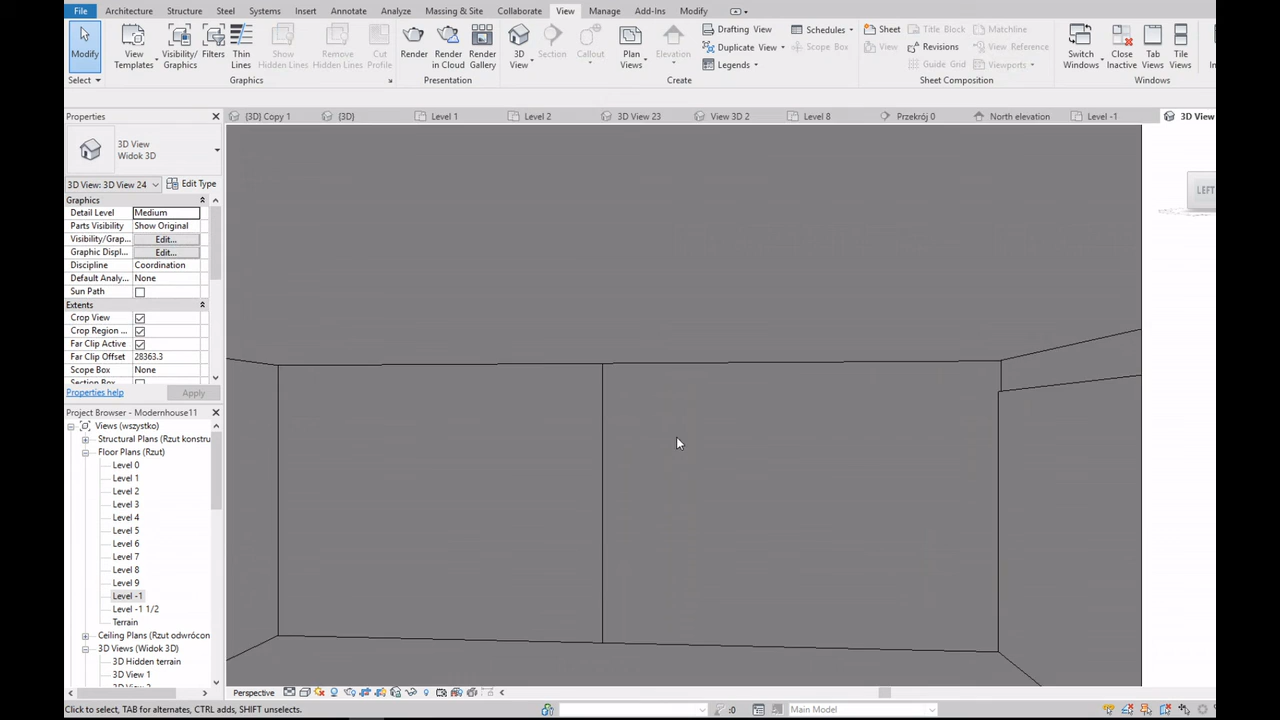 File Architecture Structure Steel Systems Insert Annotate Analyze Massing & Site Collaborate View Manage Add-Ins Modify
Modify
Select
View
Templates
Visibility/
Graphics
Filters
Thin
Lines
Show
Hidden Lines
Remove
Hidden Lines
Cut
Profile
Graphics
Render
Render
in Cloud
Render
Gallery
Presentation
3D
View
Section
Callout
Plan
Views
Elevation
Drafting View
Duplicate View
Legends
Schedules
Scope Box
Create
Sheet
View
Title Block
Revisions
Guide Grid
Matchline
View Reference
Viewports
Sheet Composition
Switch
Windows
Close
Inactive
Tab
Views
Tile
Views
Windows
Properties
{3D} Copy 1 {3D} Level 1 Level 2 3D View 23 View 3D 2 Level 8 Przekrój 0 North elevation Level -1 3D View
3D View
Widok 3D
3D View: 3D View 24 Edit Type
Graphics
Detail Level Medium
Parts Visibility Show Original
Visibility/Grap... Edit...
Graphic Displ... Edit...
Discipline Coordination
Default Analy... None
Sun Path
Extents
Crop View
Crop Region ...
Far Clip Active
Far Clip Offset 28363.3
Scope Box None
Section Box
Properties help Apply
LEFT
Project Browser - Modernhouse11
Views (wszystko)
Structural Plans (Rzut konstru
Floor Plans (Rzut)
Level 0
Level 1
Level 2
Level 3
Level 4
Level 5
Level 6
Level 7
Level 8
Level 9
Level -1
Level -1 1/2
Terrain
Ceiling Plans (Rzut odwrócon
3D Views (Widok 3D)
3D Hidden terrain
3D View 1
Perspective
Click to select, TAB for alternates, CTRL adds, SHIFT unselects.
:0
Main Model